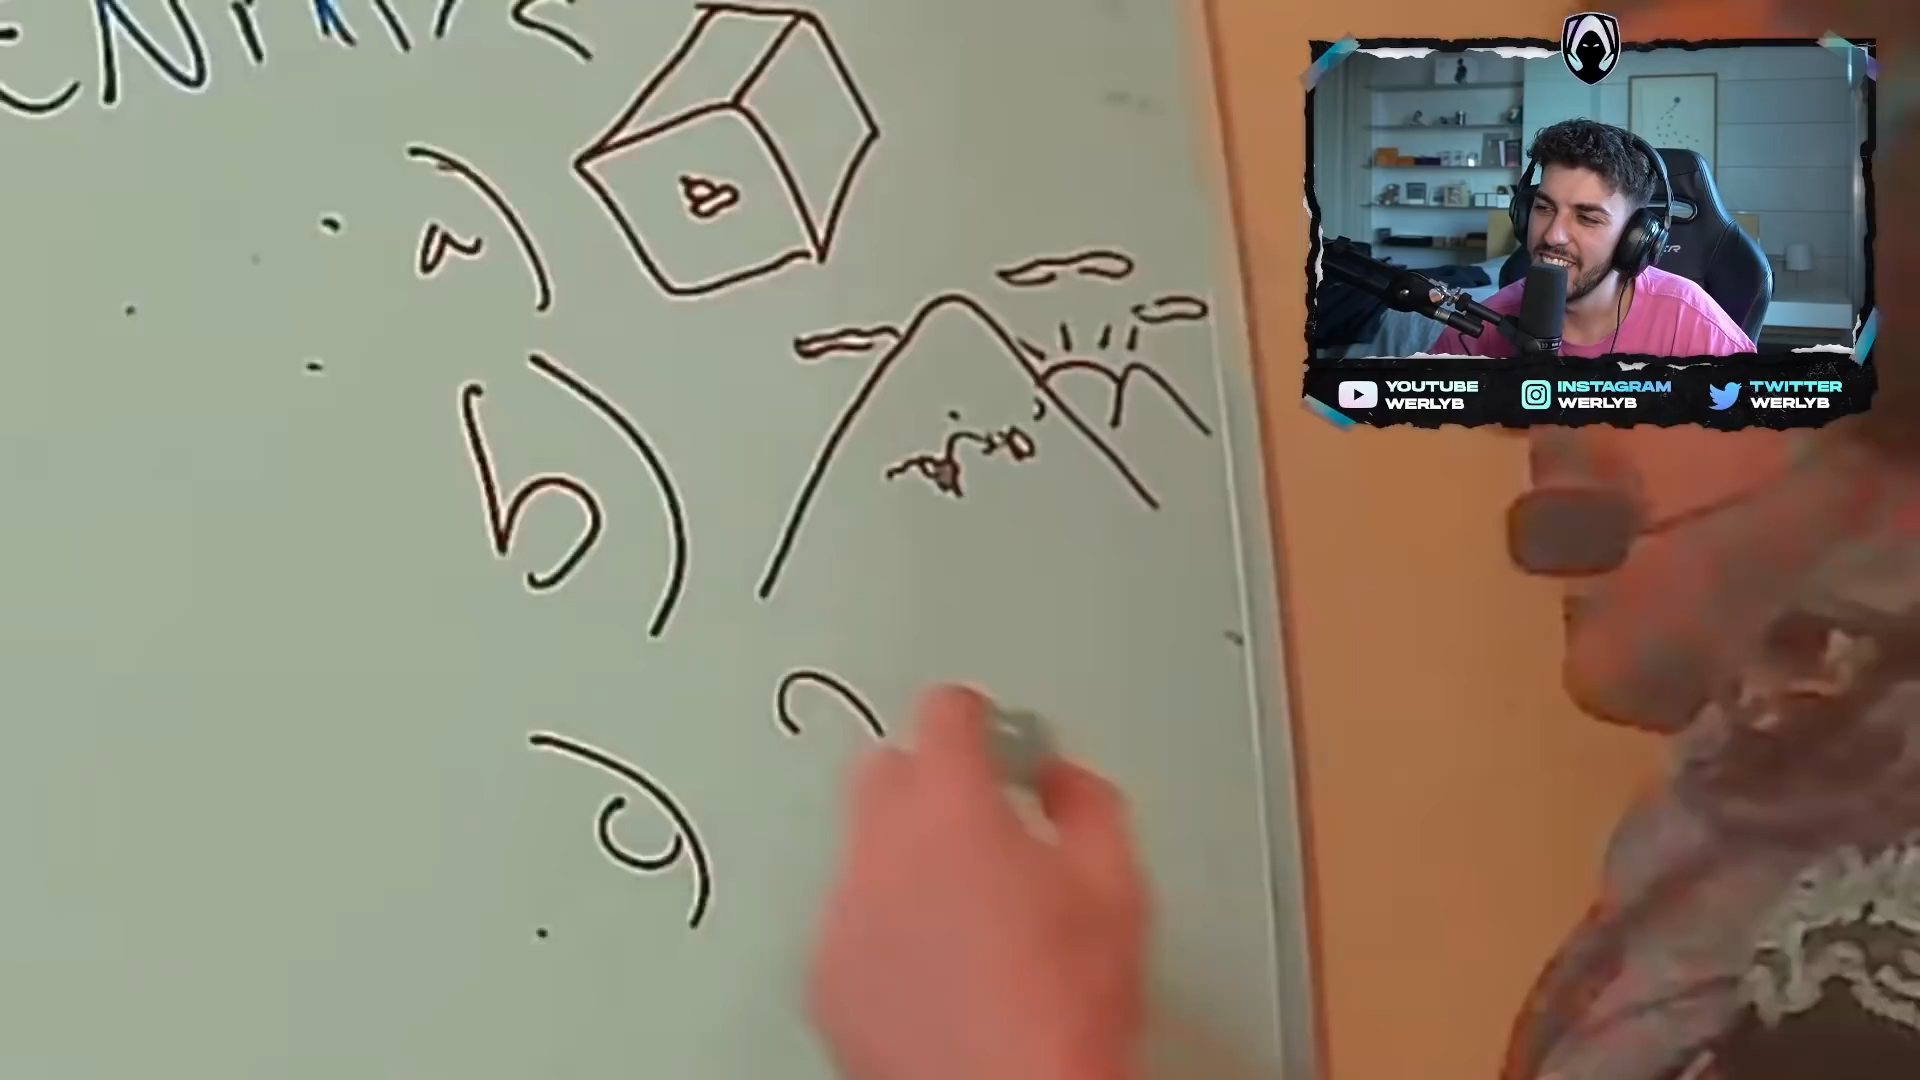 a)
b)
c)
YOUTUBE
WERLYB
INSTAGRAM
WERLYB
TWITTER
WERLYB